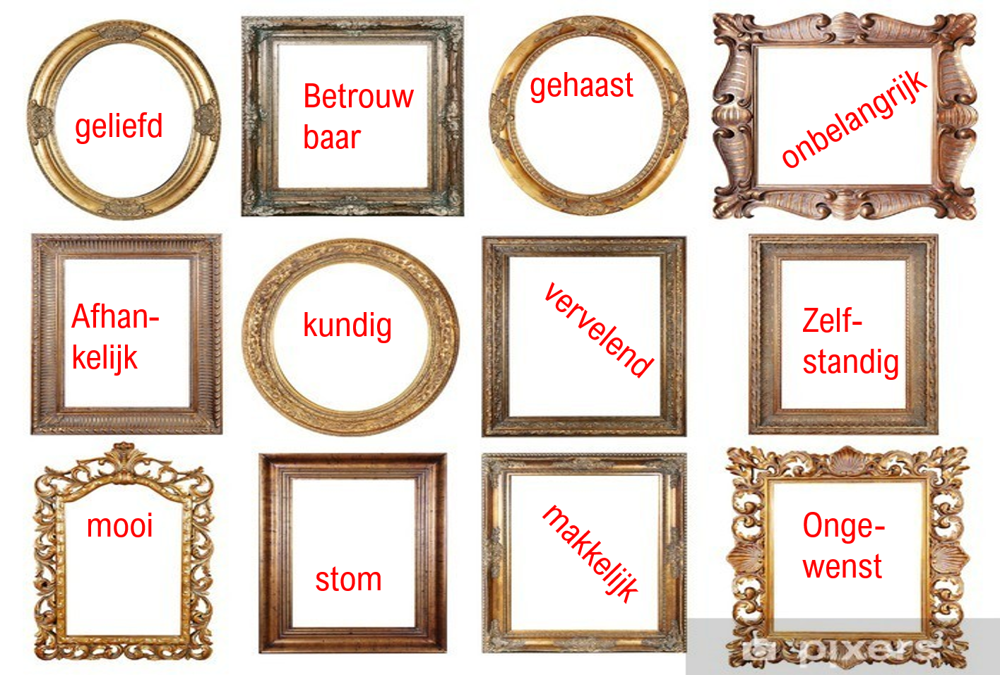 geliefd
Betrouw
baar
gehaast
onbelangrijk
Afhan-
kelijk
kundig
vervelend
Zelf-
standig
mooi
stom
makkelijk
Onge-
wenst
pixers